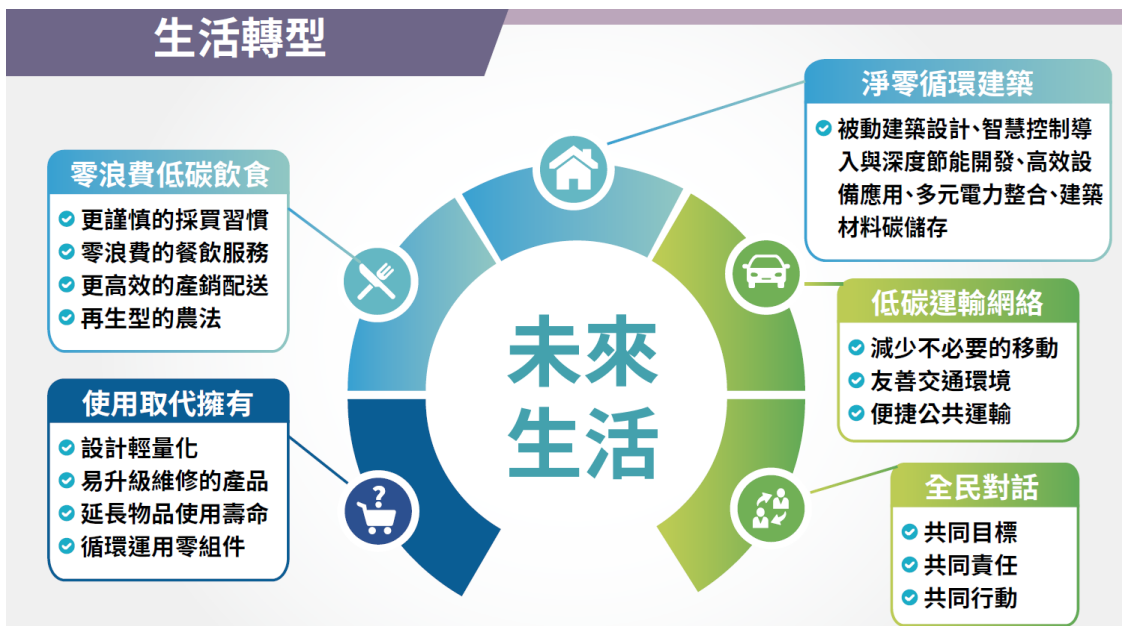 生活轉型
零浪費低碳飲食
更謹慎的採買習慣
零浪費的餐飲服務
更高效的產銷配送
再生型的農法
使用取代擁有
設計輕量化
易升級維修的產品
延長物品使用壽命
循環運用零組件
?
未來
生活
淨零循環建築
被動建築設計、智慧控制導
入與深度節能開發、高效設
備應用、多元電力整合、建築
材料碳儲存
低碳運輸網絡
減少不必要的移動
友善交通環境
便捷公共運輸
全民對話
共同目標
共同責任
共同行動